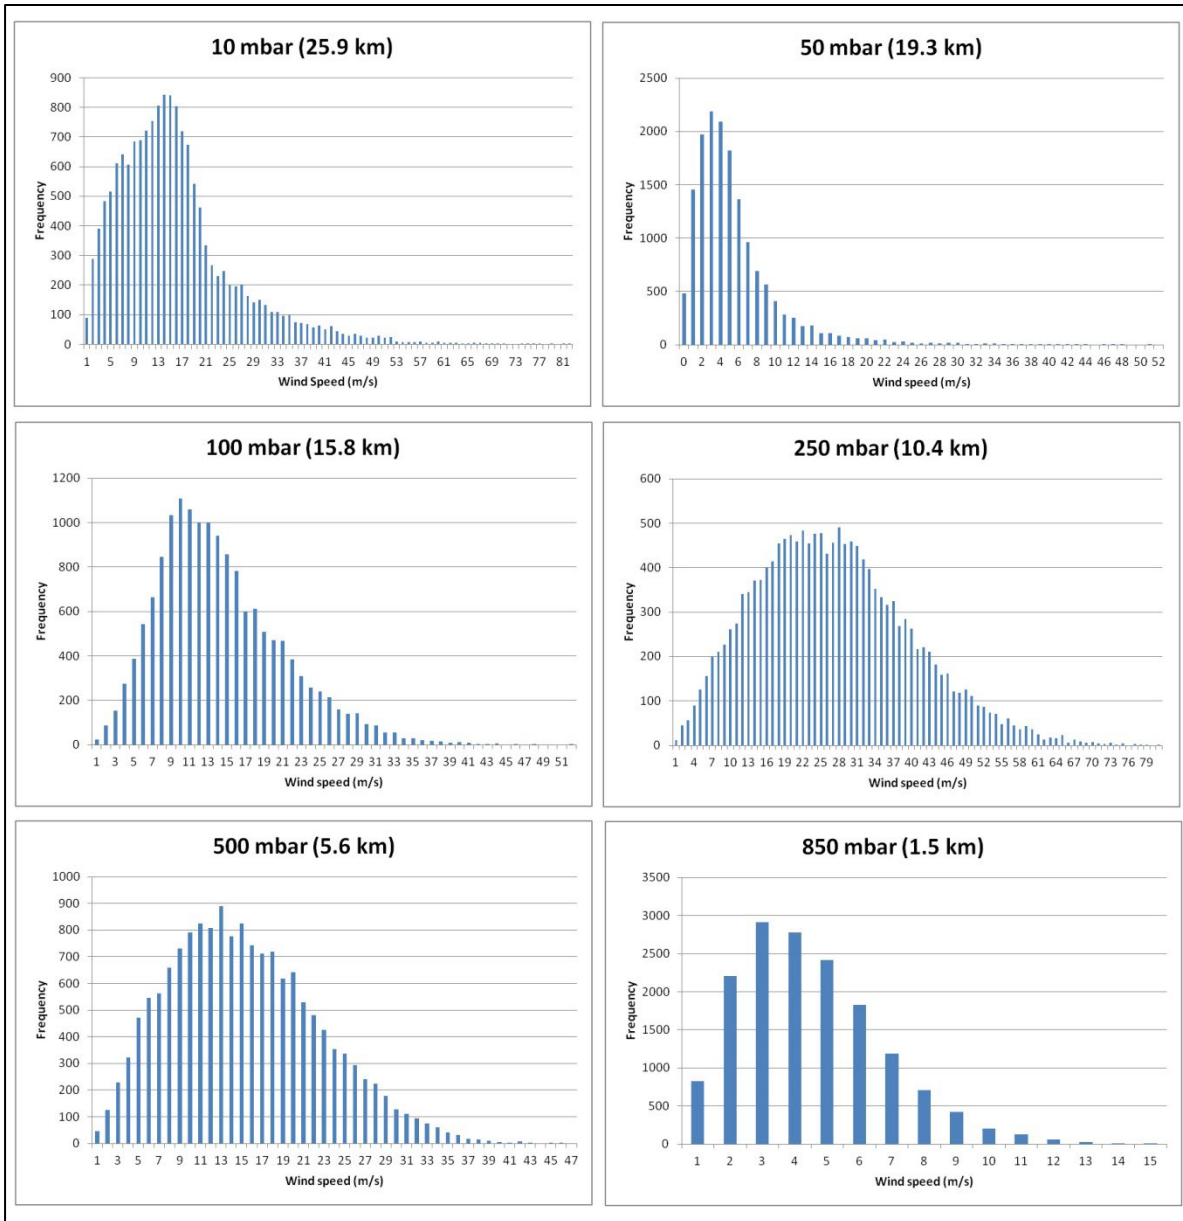 10 mbar (25.9 km)
900
800
700
600
500
400
300
200
100
0
Frequency
1 5 9 13 17 21 25 29 33 37 41 45 49 53 57 61 65 69 73 77 81
Wind Speed (m/s)
50 mbar (19.3 km)
2500
2000
1500
1000
500
0
Frequency
0 2 4 6 8 10 12 14 16 18 20 22 24 26 28 30 32 34 36 38 40 42 44 46 48 50 52
Wind speed (m/s)
100 mbar (15.8 km)
1200
1000
800
600
400
200
0
Frequency
1 3 5 7 9 11 13 15 17 19 21 23 25 27 29 31 33 35 37 39 41 43 45 47 49 51
Wind speed (m/s)
250 mbar (10.4 km)
600
500
400
300
200
100
0
Frequency
1 4 7 10 13 16 19 22 25 28 31 34 37 40 43 46 49 52 55 58 61 64 67 70 73 76 79
Wind speed (m/s)
500 mbar (5.6 km)
1000
900
800
700
600
500
400
300
200
100
0
Frequency
1 3 5 7 9 11 13 15 17 19 21 23 25 27 29 31 33 35 37 39 41 43 45 47
Wind speed (m/s)
850 mbar (1.5 km)
3500
3000
2500
2000
1500
1000
500
0
Frequency
1 2 3 4 5 6 7 8 9 10 11 12 13 14 15
Wind speed (m/s)